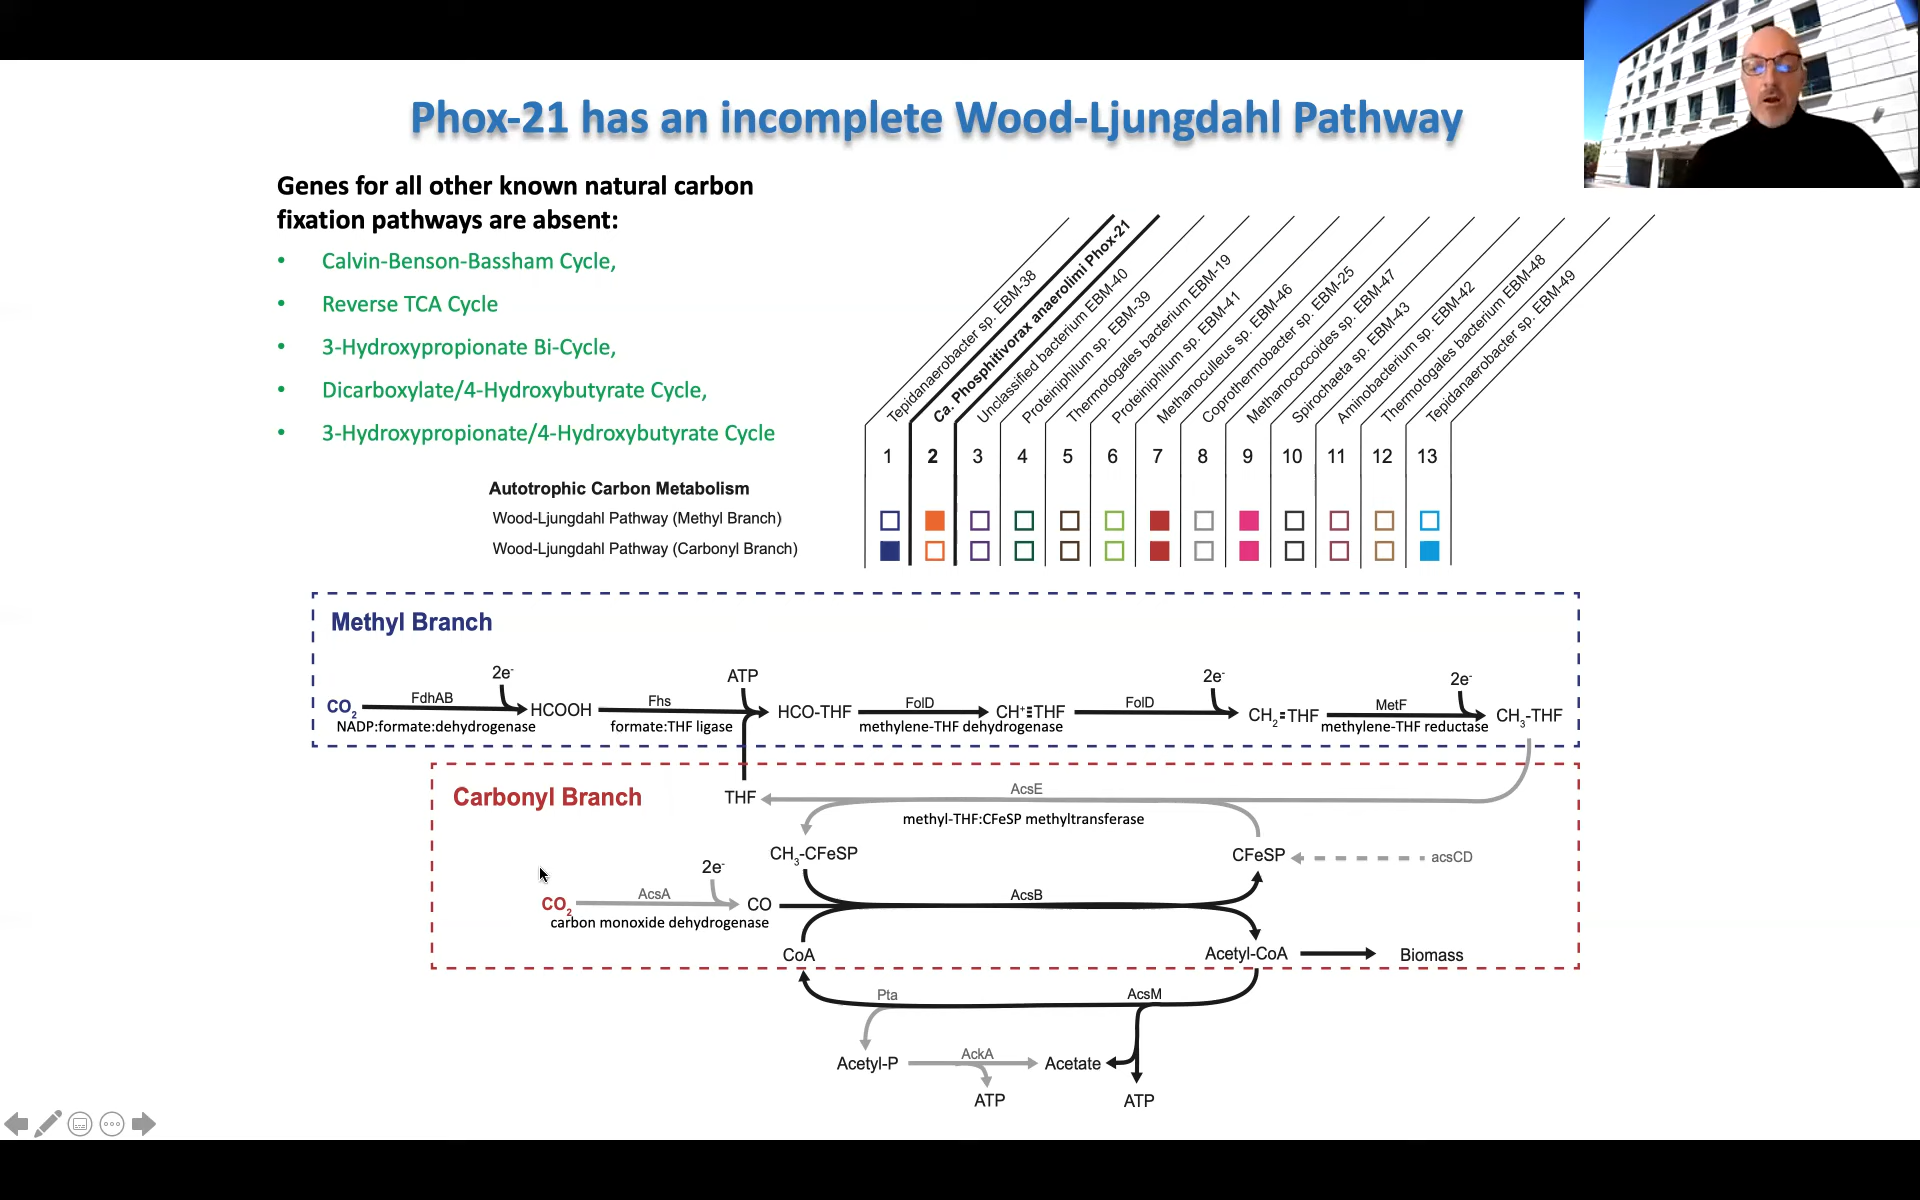 Phox-21 has an incomplete Wood-Ljungdahl Pathway
Genes for all other known natural carbon
fixation pathways are absent:
• Calvin-Benson-Bassham Cycle,
• Reverse TCA Cycle
• 3-Hydroxypropionate Bi-Cycle,
• Dicarboxylate/4-Hydroxybutyrate Cycle,
• 3-Hydroxypropionate/4-Hydroxybutyrate Cycle
Tepidanaerobacter sp. EBM-38
Ca. Phosphitivorax anaerolimi Phox-21
Unclassified bacterium EBM-40
Proteiniphilum sp. EBM-39
Thermotogales bacterium EBM-19
Proteiniphilum sp. EBM-41
Methanoculleus sp. EBM-46
Coprothermobacter sp. EBM-25
Methanococcoides sp. EBM-47
Spirochaeta sp. EBM-43
Aminobacterium sp. EBM-42
Thermotogales bacterium EBM-48
Tepidanaerobacter sp. EBM-49
1 2 3 4 5 6 7 8 9 10 11 12 13
Autotrophic Carbon Metabolism
Wood-Ljungdahl Pathway (Methyl Branch)
Wood-Ljungdahl Pathway (Carbonyl Branch)
Methyl Branch
2e⁻ ATP 2e⁻ 2e⁻
FdhAB Fhs FolD FolD MetF
CO₂ HCOOH HCO-THF CH⁺≡THF CH₂=THF CH₃-THF
NADP:formate:dehydrogenase formate:THF ligase methylene-THF dehydrogenase methylene-THF reductase
Carbonyl Branch
THF AcsE
methyl-THF:CFeSP methyltransferase
CH₃-CFeSP CFeSP acsCD
2e⁻
AcsA AcsB
CO₂ CO
carbon monoxide dehydrogenase
CoA Acetyl-CoA Biomass
Pta AcsM
Acetyl-P AckA Acetate
ATP ATP